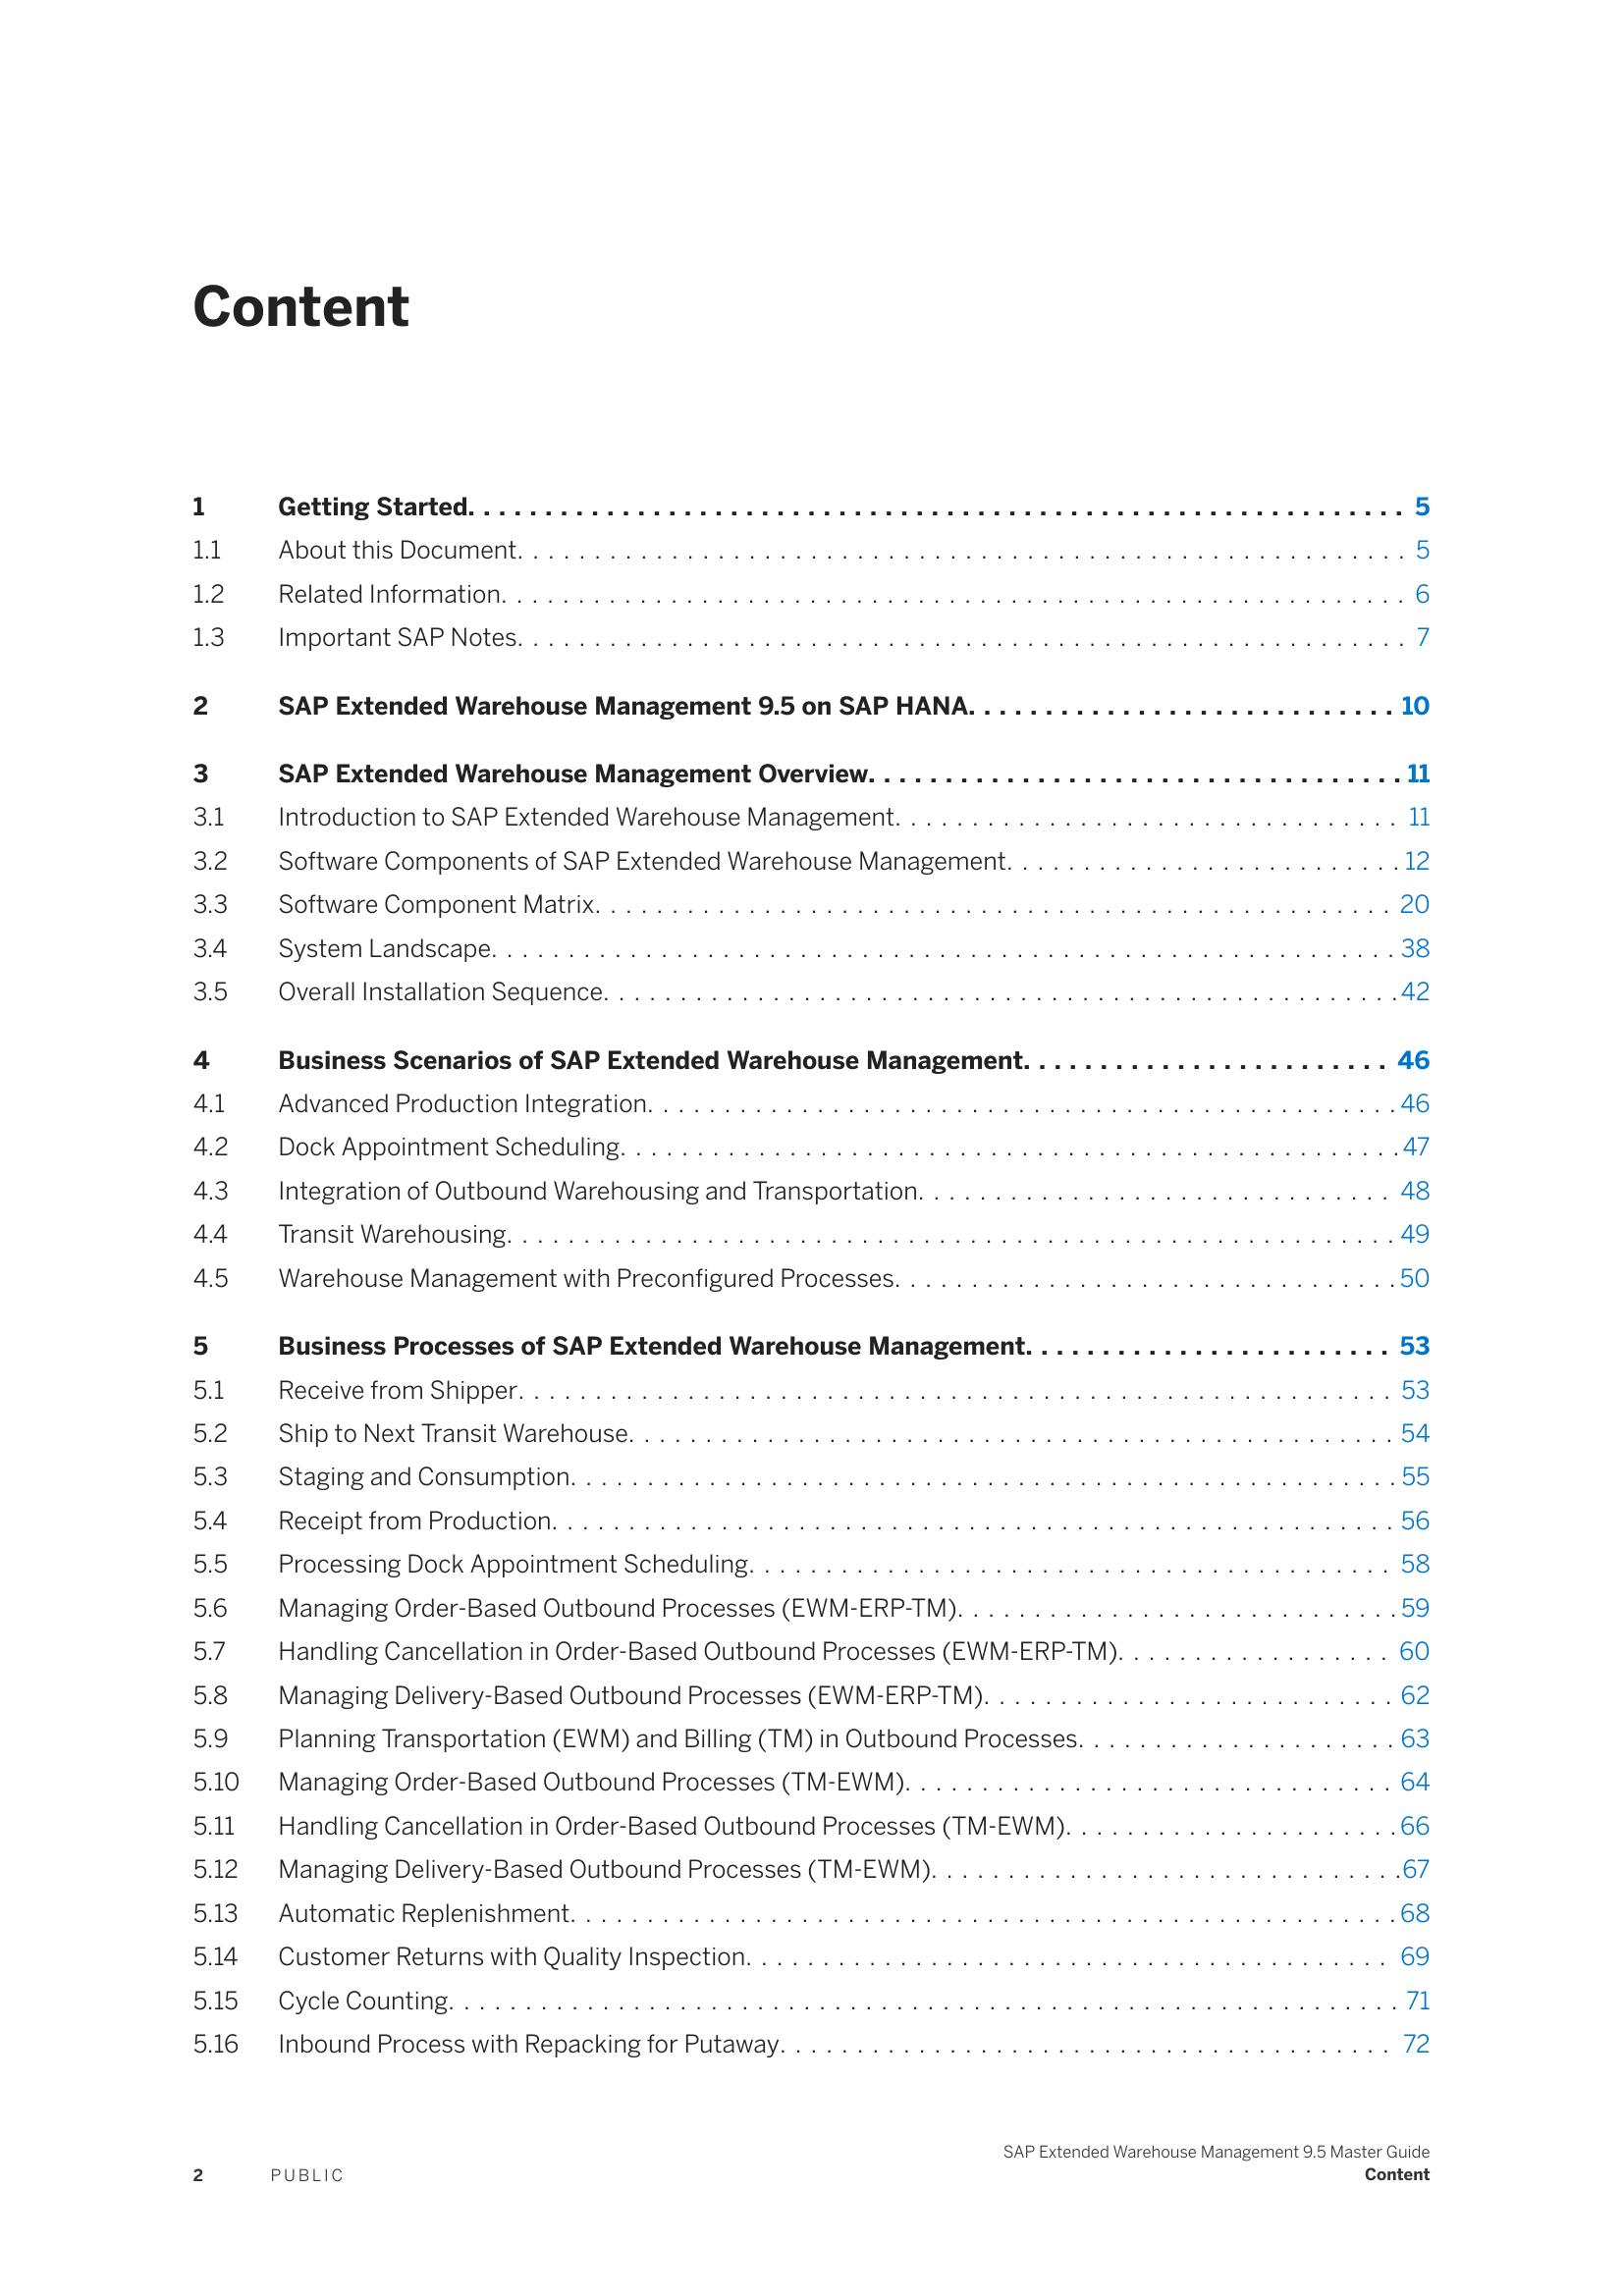 Content
1 Getting Started. . . . . . . . . . . . . . . . . . . . . . . . . . . . . . . . . . . . . . . . . . . . . . . . . . . . . . . . . . . . 5
1.1 About this Document. . . . . . . . . . . . . . . . . . . . . . . . . . . . . . . . . . . . . . . . . . . . . . . . . . . . . . . . . 5
1.2 Related Information. . . . . . . . . . . . . . . . . . . . . . . . . . . . . . . . . . . . . . . . . . . . . . . . . . . . . . . . . . 6
1.3 Important SAP Notes. . . . . . . . . . . . . . . . . . . . . . . . . . . . . . . . . . . . . . . . . . . . . . . . . . . . . . . . . 7
2 SAP Extended Warehouse Management 9.5 on SAP HANA. . . . . . . . . . . . . . . . . . . . . . . . . . . . 10
3 SAP Extended Warehouse Management Overview. . . . . . . . . . . . . . . . . . . . . . . . . . . . . . . . . . . 11
3.1 Introduction to SAP Extended Warehouse Management. . . . . . . . . . . . . . . . . . . . . . . . . . . . . . . . . 11
3.2 Software Components of SAP Extended Warehouse Management. . . . . . . . . . . . . . . . . . . . . . . . . . 12
3.3 Software Component Matrix. . . . . . . . . . . . . . . . . . . . . . . . . . . . . . . . . . . . . . . . . . . . . . . . . . . . 20
3.4 System Landscape. . . . . . . . . . . . . . . . . . . . . . . . . . . . . . . . . . . . . . . . . . . . . . . . . . . . . . . . . . . 38
3.5 Overall Installation Sequence. . . . . . . . . . . . . . . . . . . . . . . . . . . . . . . . . . . . . . . . . . . . . . . . . . . . 42
4 Business Scenarios of SAP Extended Warehouse Management. . . . . . . . . . . . . . . . . . . . . . . . 46
4.1 Advanced Production Integration. . . . . . . . . . . . . . . . . . . . . . . . . . . . . . . . . . . . . . . . . . . . . . . . . 46
4.2 Dock Appointment Scheduling. . . . . . . . . . . . . . . . . . . . . . . . . . . . . . . . . . . . . . . . . . . . . . . . . . . 47
4.3 Integration of Outbound Warehousing and Transportation. . . . . . . . . . . . . . . . . . . . . . . . . . . . . . . 48
4.4 Transit Warehousing. . . . . . . . . . . . . . . . . . . . . . . . . . . . . . . . . . . . . . . . . . . . . . . . . . . . . . . . . . 49
4.5 Warehouse Management with Preconfigured Processes. . . . . . . . . . . . . . . . . . . . . . . . . . . . . . . . . 50
5 Business Processes of SAP Extended Warehouse Management. . . . . . . . . . . . . . . . . . . . . . . . 53
5.1 Receive from Shipper. . . . . . . . . . . . . . . . . . . . . . . . . . . . . . . . . . . . . . . . . . . . . . . . . . . . . . . . . 53
5.2 Ship to Next Transit Warehouse. . . . . . . . . . . . . . . . . . . . . . . . . . . . . . . . . . . . . . . . . . . . . . . . . . 54
5.3 Staging and Consumption. . . . . . . . . . . . . . . . . . . . . . . . . . . . . . . . . . . . . . . . . . . . . . . . . . . . . . 55
5.4 Receipt from Production. . . . . . . . . . . . . . . . . . . . . . . . . . . . . . . . . . . . . . . . . . . . . . . . . . . . . . . 56
5.5 Processing Dock Appointment Scheduling. . . . . . . . . . . . . . . . . . . . . . . . . . . . . . . . . . . . . . . . . . 58
5.6 Managing Order-Based Outbound Processes (EWM-ERP-TM). . . . . . . . . . . . . . . . . . . . . . . . . . . . . 59
5.7 Handling Cancellation in Order-Based Outbound Processes (EWM-ERP-TM). . . . . . . . . . . . . . . . . . 60
5.8 Managing Delivery-Based Outbound Processes (EWM-ERP-TM). . . . . . . . . . . . . . . . . . . . . . . . . . . 62
5.9 Planning Transportation (EWM) and Billing (TM) in Outbound Processes. . . . . . . . . . . . . . . . . . . . . 63
5.10 Managing Order-Based Outbound Processes (TM-EWM). . . . . . . . . . . . . . . . . . . . . . . . . . . . . . . . 64
5.11 Handling Cancellation in Order-Based Outbound Processes (TM-EWM). . . . . . . . . . . . . . . . . . . . . . 66
5.12 Managing Delivery-Based Outbound Processes (TM-EWM). . . . . . . . . . . . . . . . . . . . . . . . . . . . . . .67
5.13 Automatic Replenishment. . . . . . . . . . . . . . . . . . . . . . . . . . . . . . . . . . . . . . . . . . . . . . . . . . . . . . 68
5.14 Customer Returns with Quality Inspection. . . . . . . . . . . . . . . . . . . . . . . . . . . . . . . . . . . . . . . . . . 69
5.15 Cycle Counting. . . . . . . . . . . . . . . . . . . . . . . . . . . . . . . . . . . . . . . . . . . . . . . . . . . . . . . . . . . . . . 71
5.16 Inbound Process with Repacking for Putaway. . . . . . . . . . . . . . . . . . . . . . . . . . . . . . . . . . . . . . . . 72
SAP Extended Warehouse Management 9.5 Master Guide
2 PUBLIC Content